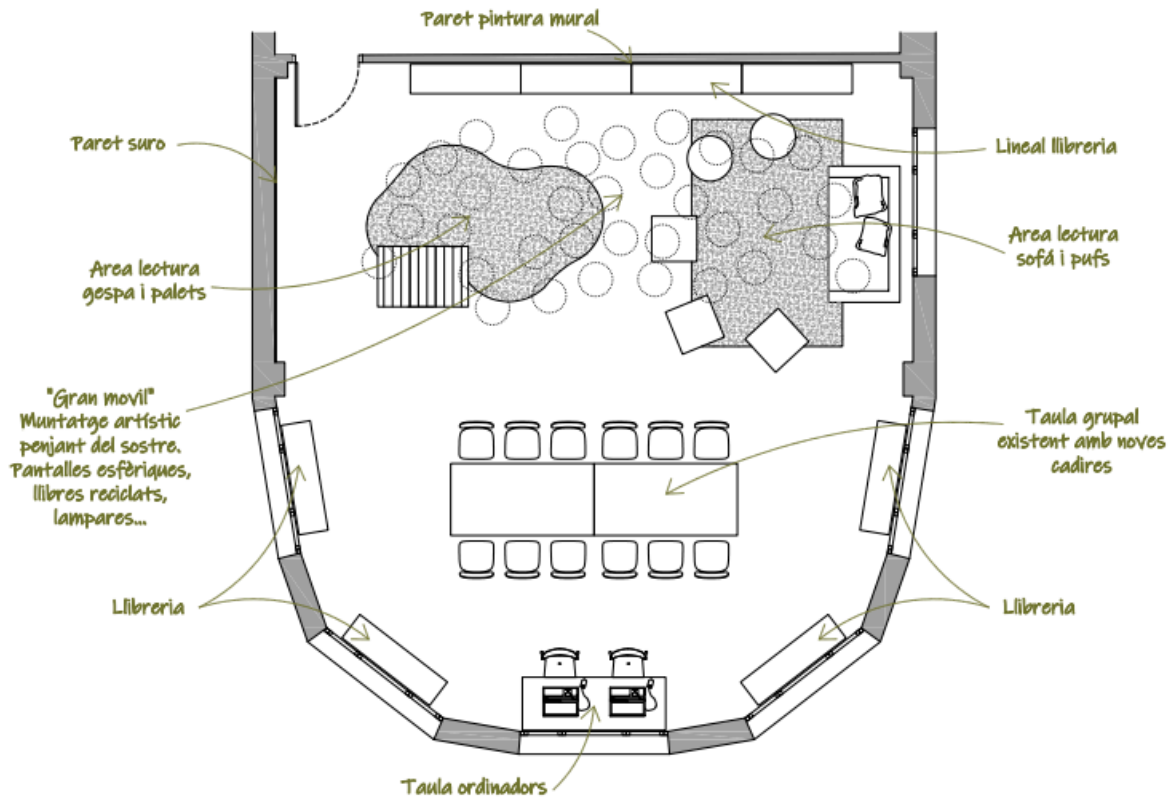 Paret pintura mural
Paret suro
Lineal llibreria
Area lectura
gespa i palets
Area lectura
sofá i pufs
"Gran movil"
Muntatge artístic
penjant del sostre.
Pantalles esfèriques,
llibres reciclats,
lampares...
Taula grupal
existent amb noves
cadires
Llibreria
Llibreria
Taula ordinadors